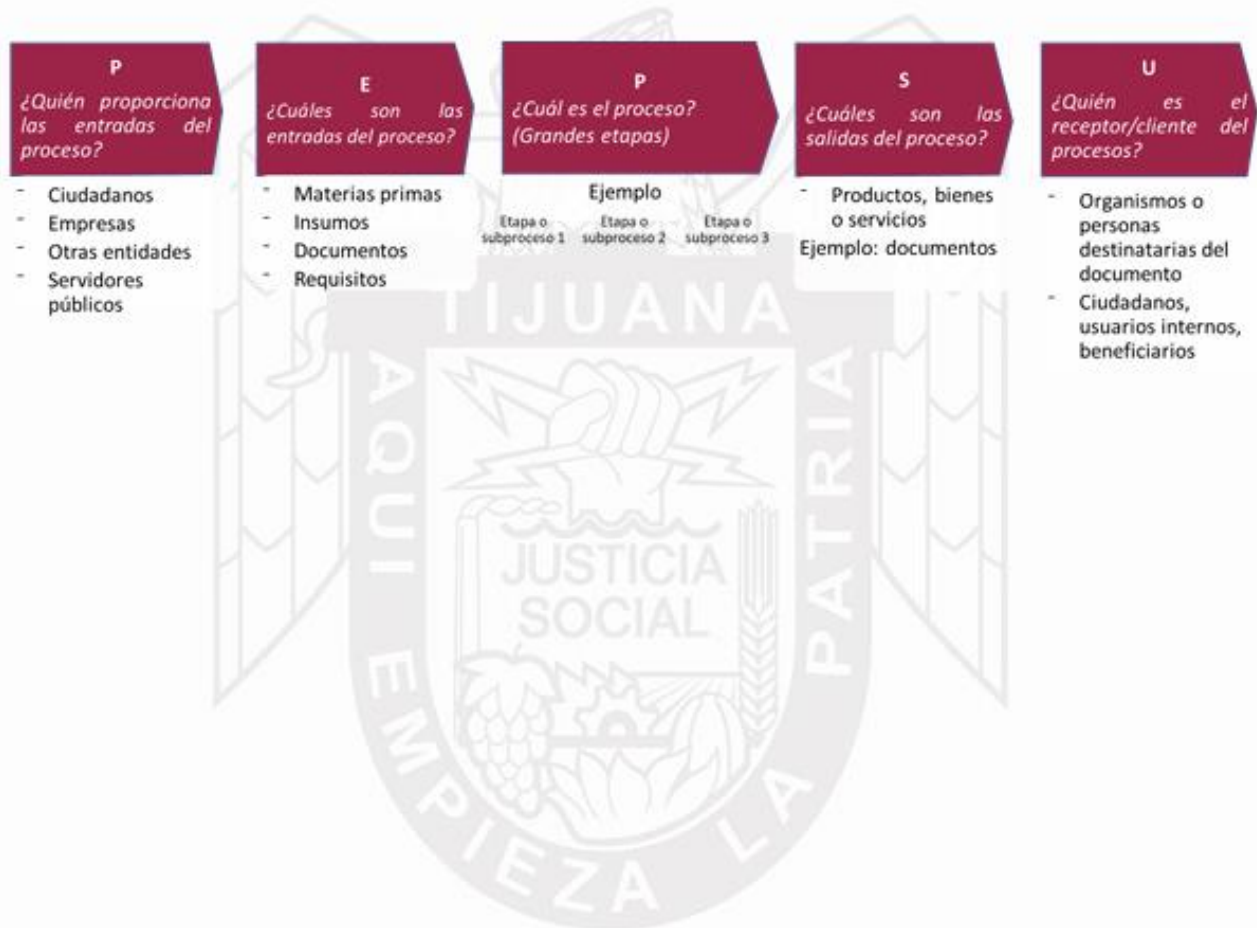 P
¿Quién proporciona
las entradas del
proceso?
- Ciudadanos
- Empresas
- Otras entidades
- Servidores
públicos
E
¿Cuáles son las
entradas del proceso?
- Materias primas
- Insumos
- Documentos
- Requisitos
P
¿Cuál es el proceso?
(Grandes etapas)
Ejemplo
Etapa o
subproceso 1
Etapa o
subproceso 2
Etapa o
subproceso 3
S
¿Cuáles son las
salidas del proceso?
- Productos, bienes
o servicios
Ejemplo: documentos
U
¿Quién es el
receptor/cliente del
procesos?
- Organismos o
personas
destinatarias del
documento
- Ciudadanos,
usuarios internos,
beneficiarios
TIJUANA
AQUI EMPIEZA LA PATRIA
JUSTICIA
SOCIAL